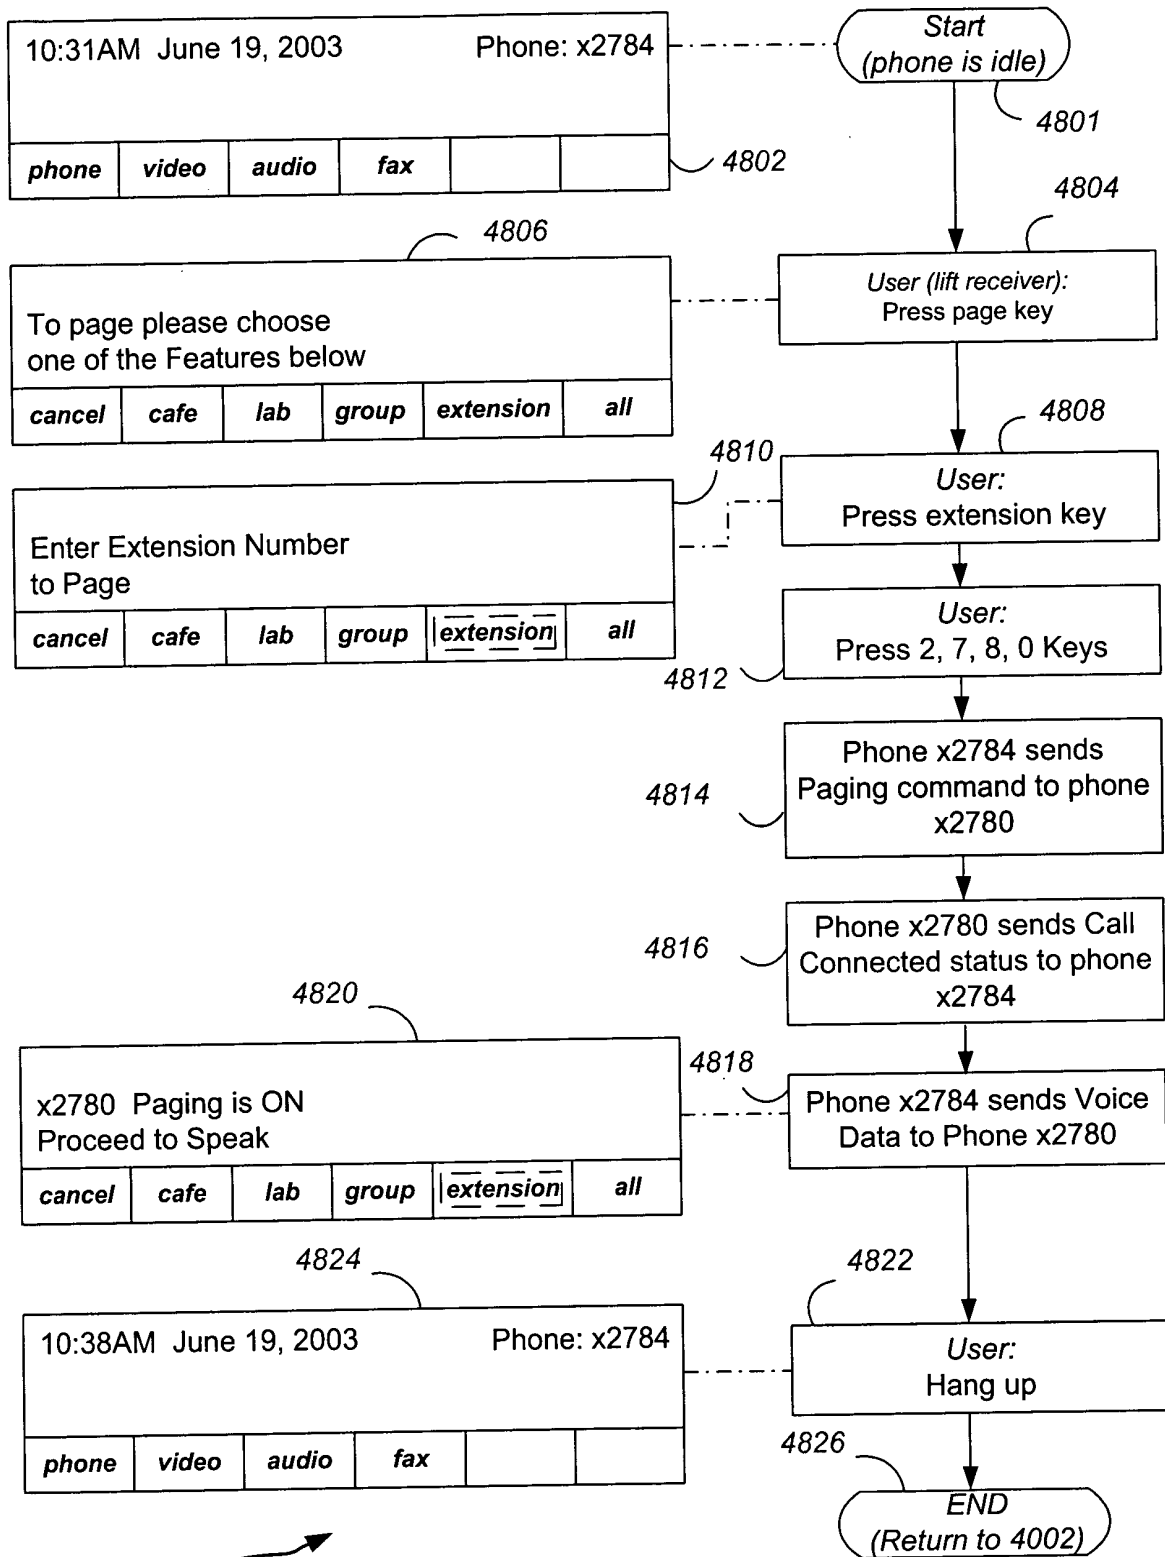 10:31AM June 19, 2003 Phone: x2784
phone video audio fax
4802
Start
(phone is idle)
4801
4804
4806
To page please choose
one of the Features below
cancel cafe lab group extension all
User (lift receiver):
Press page key
4808
4810
Enter Extension Number
to Page
cancel cafe lab group extension all
User:
Press extension key
User:
Press 2, 7, 8, 0 Keys
4812
Phone x2784 sends
Paging command to phone
x2780
4814
Phone x2780 sends Call
Connected status to phone
x2784
4816
4820
x2780 Paging is ON
Proceed to Speak
cancel cafe lab group extension all
4818
Phone x2784 sends Voice
Data to Phone x2780
4824
4822
10:38AM June 19, 2003 Phone: x2784
phone video audio fax
User:
Hang up
4826
END
(Return to 4002)